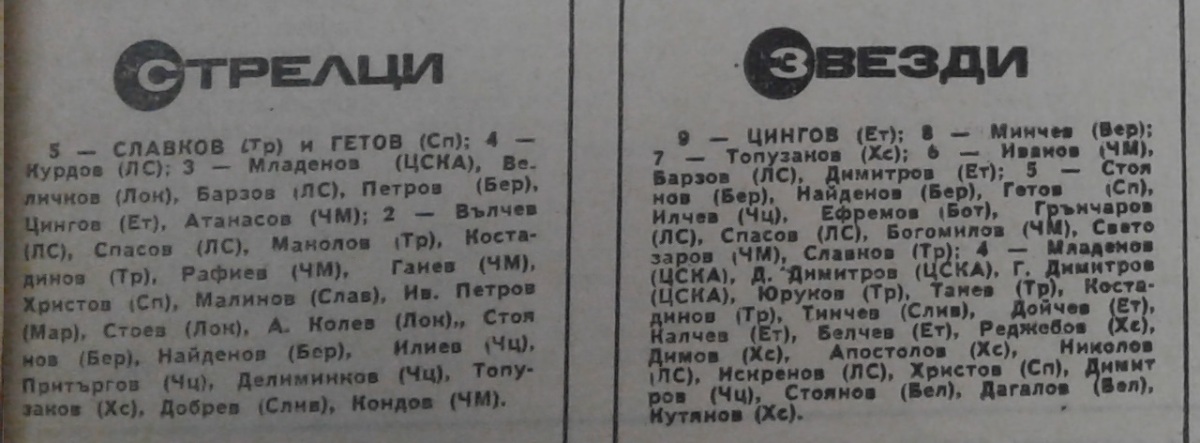 СТРЕЛЦИ
5 — СЛАВКОВ (Тр) и ГЕТОВ (Сп); 4 —
Курдов (ЛС); 3 — Младенов (ЦСКА), Ве-
личков (Лок), Барзов (ЛС), Петров (Бер),
Цингов (Ет), Атанасов (ЧМ); 2 — Вълчев
(ЛС), Спасов (ЛС), Манолов (Тр), Коста-
динов (Тр), Рафиев (ЧМ), Ганев (ЧМ),
Христов (Сп), Малинов (Слав), Ив. Петров
(Мар), Стоев (Лок), А. Колев (Лок)., Стоя
нов (Бер), Найденов (Бер), Илиев (Чц),
Притъргов (Чц), Делиминков (Чц), Топу-
заков (Хс), Добрев (Слив), Кондов (ЧМ).
ЗВЕЗДИ
9 — ЦИНГОВ (Ет); 8 — Минчев (Бер);
7 — Топузаков (Хс); 6 — Иванов (ЧМ),
Барзов (ЛС), Димитров (Ет); 5 — Стоя
нов (Бер), Найденов (Бер), Гетов (Сп),
Илчев (Чц), Ефремов (Бот), Грънчаров
(ЛС), Спасов (ЛС), Богомилов (ЧМ), Свето
заров (ЧМ), Славков (Тр); 4 — Младенов
(ЦСКА), Д. Димитров (ЦСКА), Г. Димитров
(ЦСКА), Юруков (Тр), Танев (Тр), Коста-
динов (Тр), Тинчев (Слив), Дойчев (Ет),
Калчев (Ет), Белчев (Ет), Реджебов (Хс),
Димов (Хс), Апостолов (Хс), Николов
(ЛС), Искренов (ЛС), Христов (Сп), Димит
ров (Чц), Стоянов (Бел), Дагалов (Бел),
Кутянов (Хс).